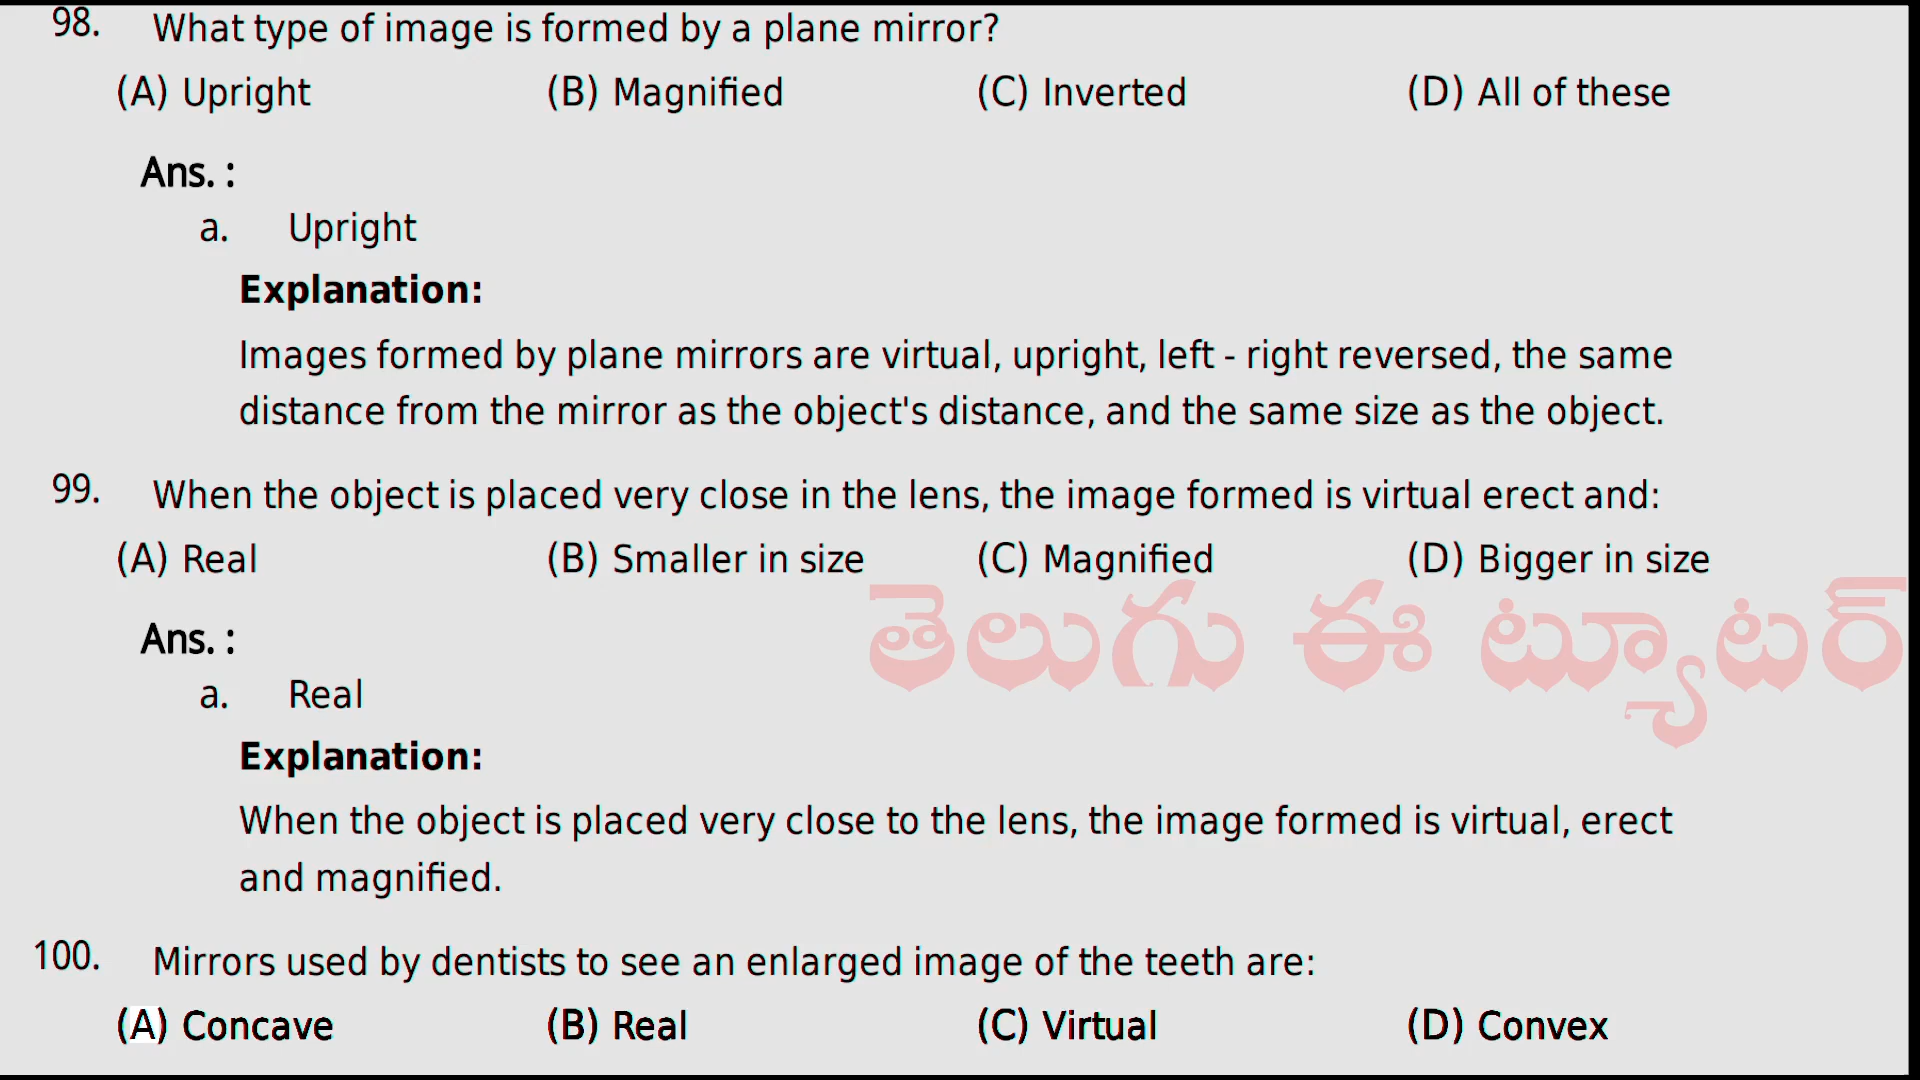 98. What type of image is formed by a plane mirror?
(A) Upright (B) Magnified (C) Inverted (D) All of these
Ans. :
a. Upright
Explanation:
Images formed by plane mirrors are virtual, upright, left - right reversed, the same
distance from the mirror as the object's distance, and the same size as the object.
99. When the object is placed very close in the lens, the image formed is virtual erect and:
(A) Real (B) Smaller in size (C) Magnified (D) Bigger in size
తెలుగు ఈ ట్యూటర్
Ans. :
a. Real
Explanation:
When the object is placed very close to the lens, the image formed is virtual, erect
and magnified.
100. Mirrors used by dentists to see an enlarged image of the teeth are:
(A) Concave (B) Real (C) Virtual (D) Convex